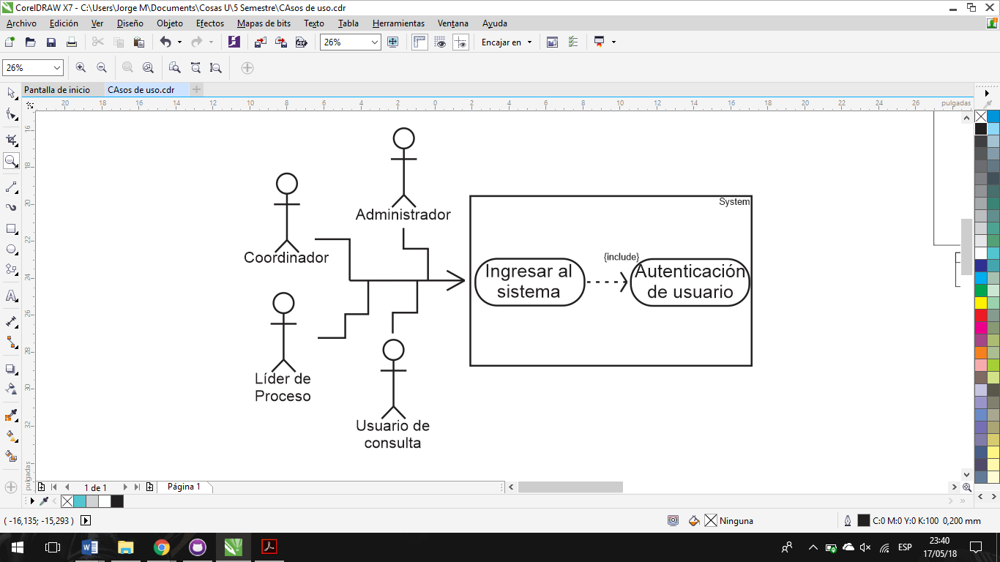 CorelDRAW X7 - C:\Users\Jorge M\Documents\Cosas U\5 Semestre\CAsos de uso.cdr
Archivo Edición Ver Diseño Objeto Efectos Mapas de bits Texto Tabla Herramientas Ventana Ayuda
26% Encajar en
26%
Pantalla de inicio CAsos de uso.cdr
20 18 16 14 12 10 8 6 4 2 0 2 4 6 8 10 12 14 16 18 20 22 24 26 pulgadas
16
18
20
22
24
26
28
30
32
pulgadas
Administrador
Coordinador
Líder de
Proceso
Usuario de
consulta
System
Ingresar al
sistema
{include}
Autenticación
de usuario
1 de 1 Página 1
( -16,135; -15,293 ) Ninguna C:0 M:0 Y:0 K:100 0,200 mm
ESP
23:40
17/05/18